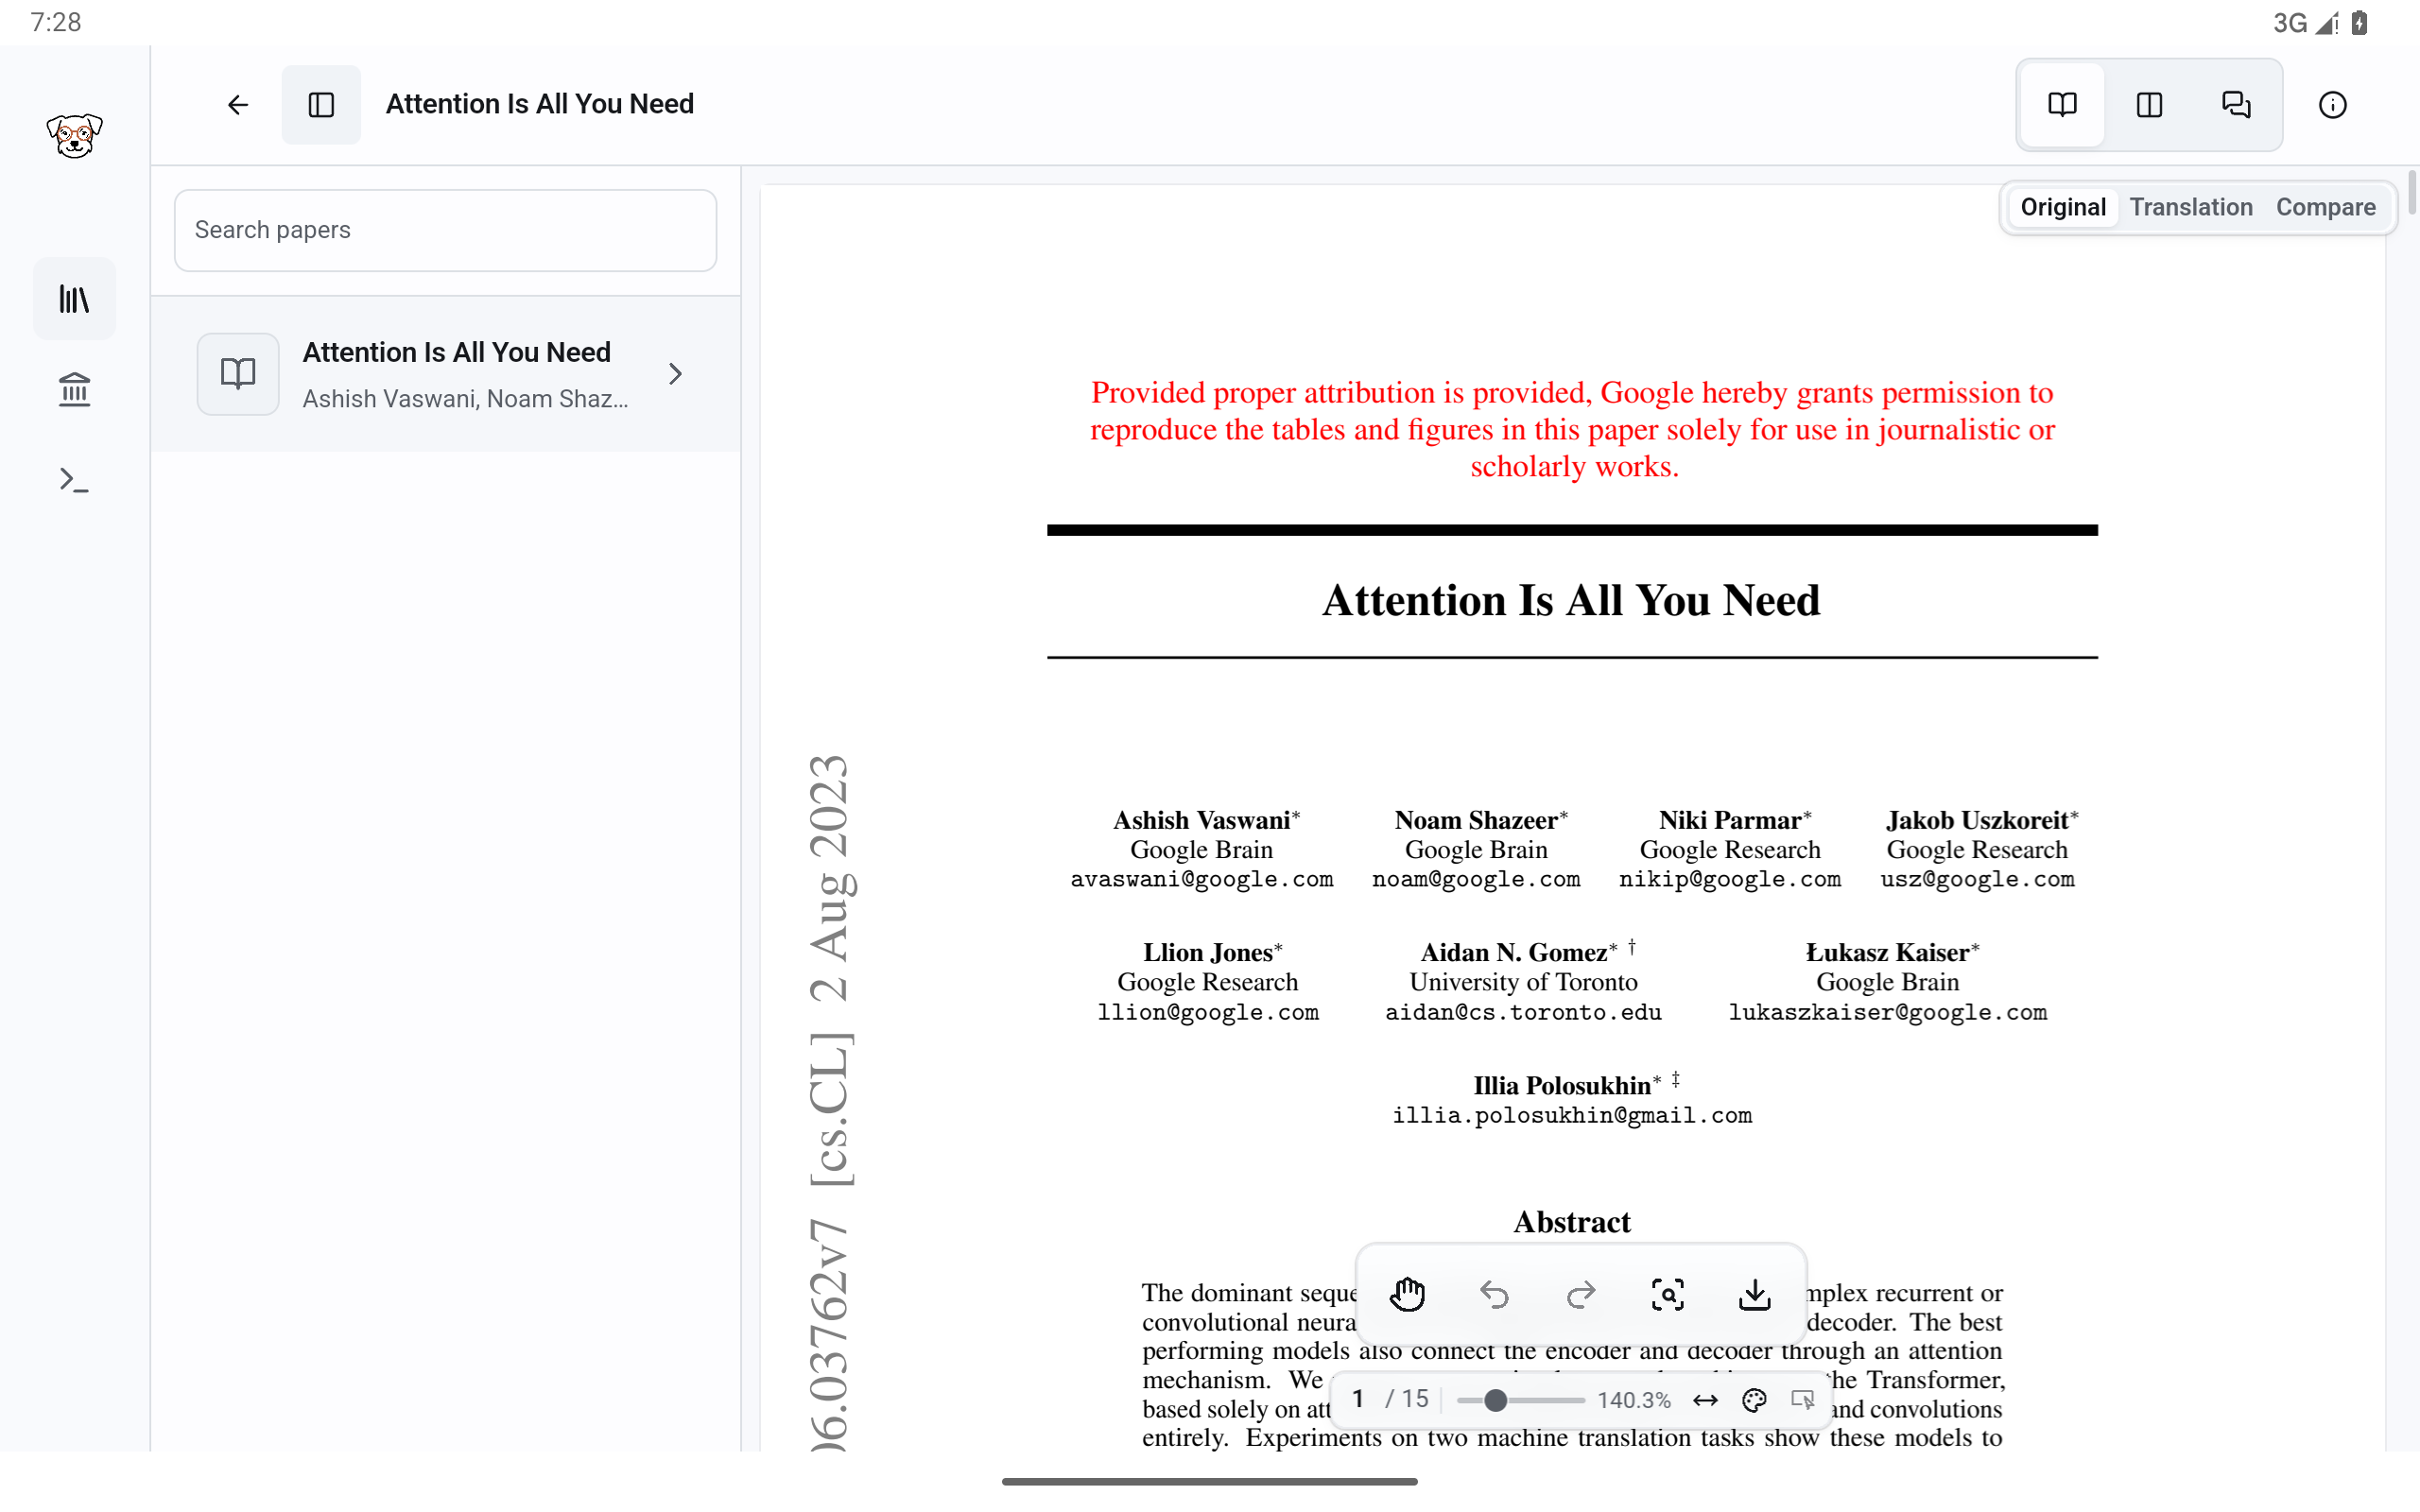 7:28
3G
Attention Is All You Need
Original Translation Compare
Search papers
Attention Is All You Need
Ashish Vaswani, Noam Shaz...
Provided proper attribution is provided, Google hereby grants permission to
reproduce the tables and figures in this paper solely for use in journalistic or
scholarly works.
Attention Is All You Need
Ashish Vaswani* Noam Shazeer* Niki Parmar* Jakob Uszkoreit*
Google Brain Google Brain Google Research Google Research
avaswani@google.com noam@google.com nikip@google.com usz@google.com
Llion Jones* Aidan N. Gomez* † Łukasz Kaiser*
Google Research University of Toronto Google Brain
llion@google.com aidan@cs.toronto.edu lukaszkaiser@google.com
Illia Polosukhin* ‡
illia.polosukhin@gmail.com
06.03762v7 [cs.CL] 2 Aug 2023
Abstract
The dominant recurrent or
convolutional decoder. The best
performing models also connect the encoder and decoder through an attention
mechanism. We the Transformer,
based solely on and convolutions
entirely. Experiments on two machine translation tasks show these models to
1 / 15 140.3%